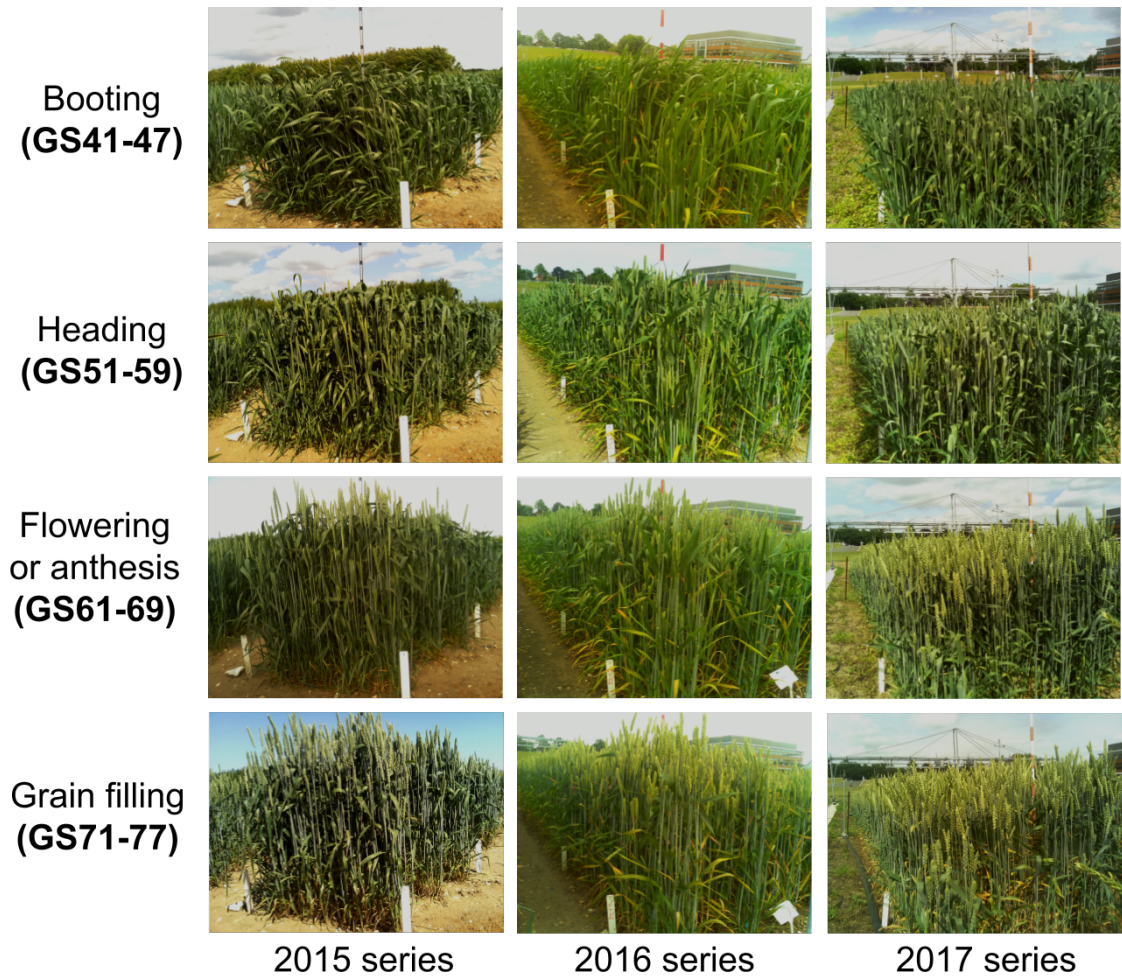 Booting
(GS41-47)
Heading
(GS51-59)
Flowering
or anthesis
(GS61-69)
Grain filling
(GS71-77)
2015 series
2016 series
2017 series